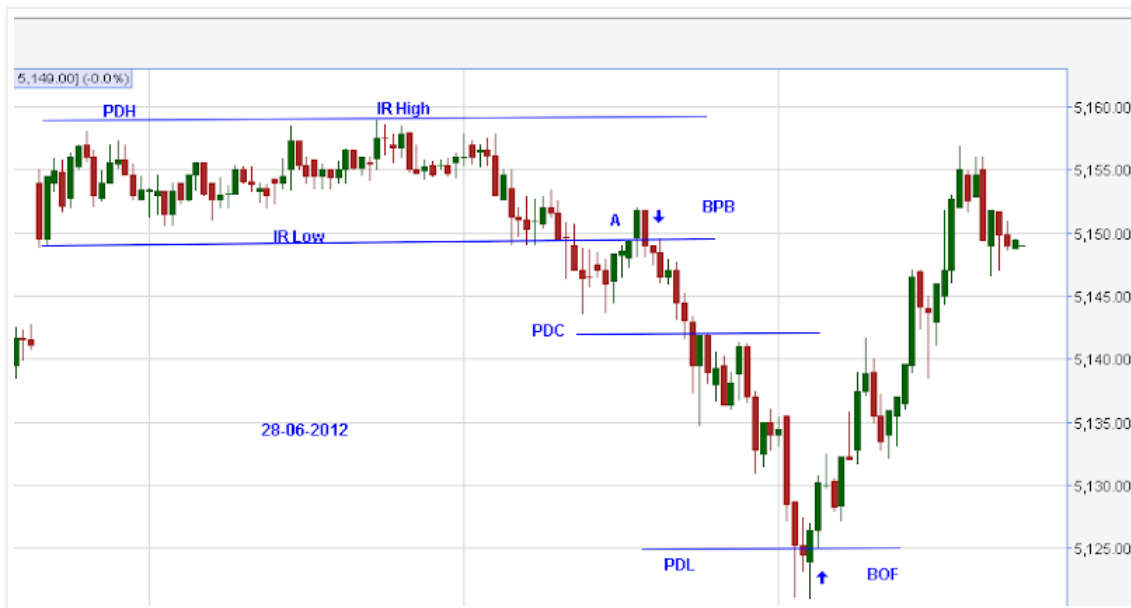 5,149.00] (-0.0%)
PDH
IR High
5,160.00
5,155.00
A
BPB
IR Low
5,150.00
5,145.00
PDC
5,140.00
28-06-2012
5,135.00
5,130.00
5,125.00
PDL
BOF